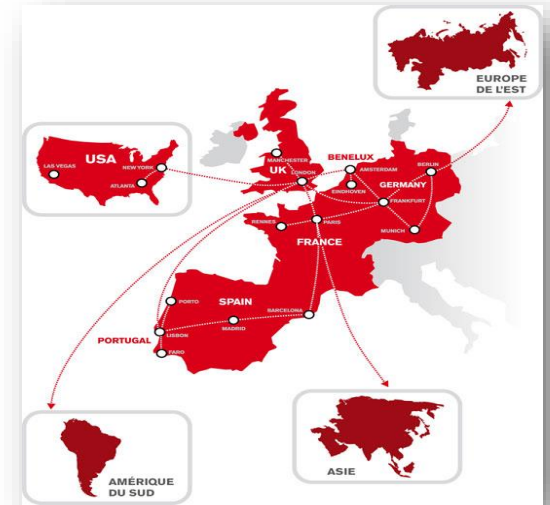 EUROPE
DE L'EST
USA
LAS VEGAS
NEW YORK
ATLANTA
MANCHESTER
UK
LONDON
BENELUX
AMSTERDAM
EINDHOVEN
BERLIN
GERMANY
FRANKFURT
MUNICH
RENNES
PARIS
FRANCE
PORTO
SPAIN
BARCELONA
MADRID
PORTUGAL
LISBON
FARO
AMÉRIQUE
DU SUD
ASIE